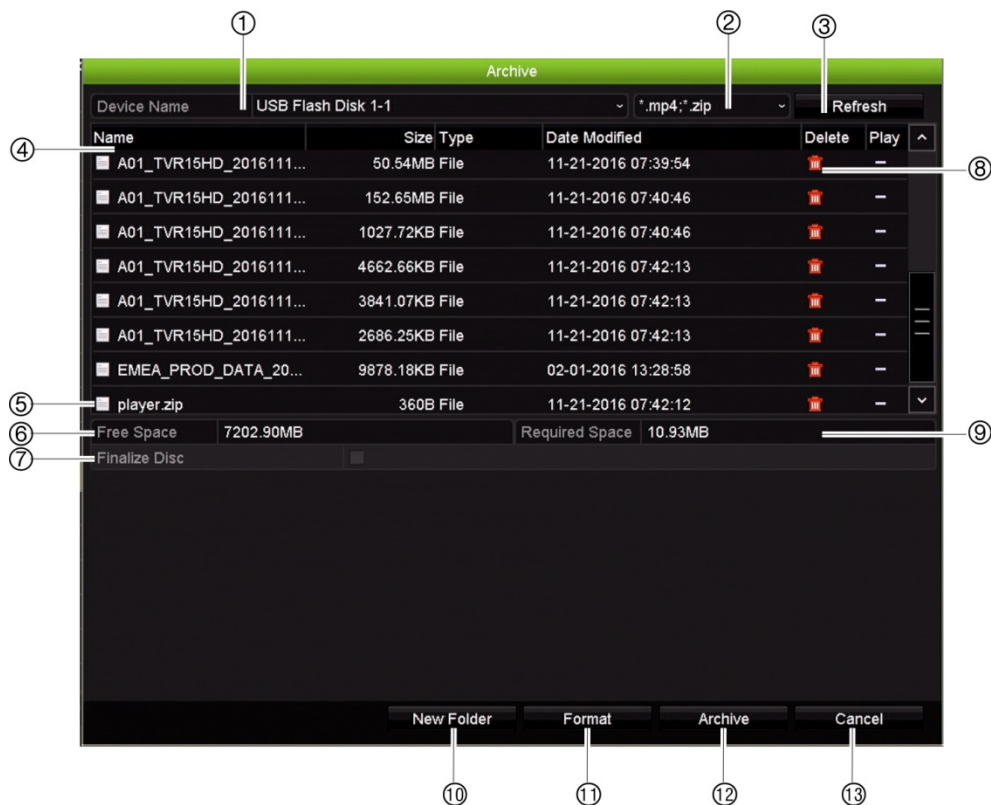 ① ② ③
Archive
Device Name USB Flash Disk 1-1 *.mp4;*.zip Refresh
Name Size Type Date Modified Delete Play
④
A01_TVR15HD_2016111... 50.54MB File 11-21-2016 07:39:54 –
⑧
A01_TVR15HD_2016111... 152.65MB File 11-21-2016 07:40:46 –
A01_TVR15HD_2016111... 1027.72KB File 11-21-2016 07:40:46 –
A01_TVR15HD_2016111... 4662.66KB File 11-21-2016 07:42:13 –
A01_TVR15HD_2016111... 3841.07KB File 11-21-2016 07:42:13 –
A01_TVR15HD_2016111... 2686.25KB File 11-21-2016 07:42:13 –
EMEA_PROD_DATA_20... 9878.18KB File 02-01-2016 13:28:58 –
⑤ player.zip 360B File 11-21-2016 07:42:12 –
⑥ Free Space 7202.90MB Required Space 10.93MB ⑨
⑦ Finalize Disc
New Folder Format Archive Cancel
⑩ ⑪ ⑫ ⑬